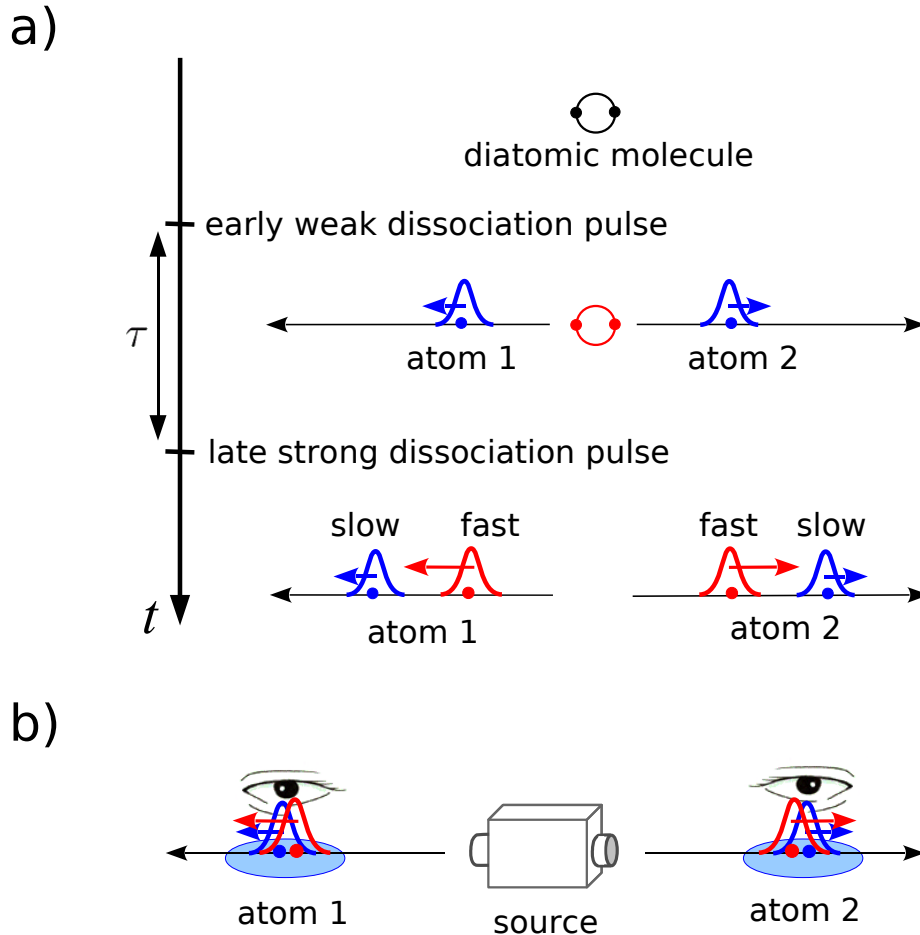 a)
diatomic molecule
early weak dissociation pulse
τ
atom 1
atom 2
late strong dissociation pulse
slow
fast
fast
slow
t
atom 1
atom 2
b)
atom 1
source
atom 2